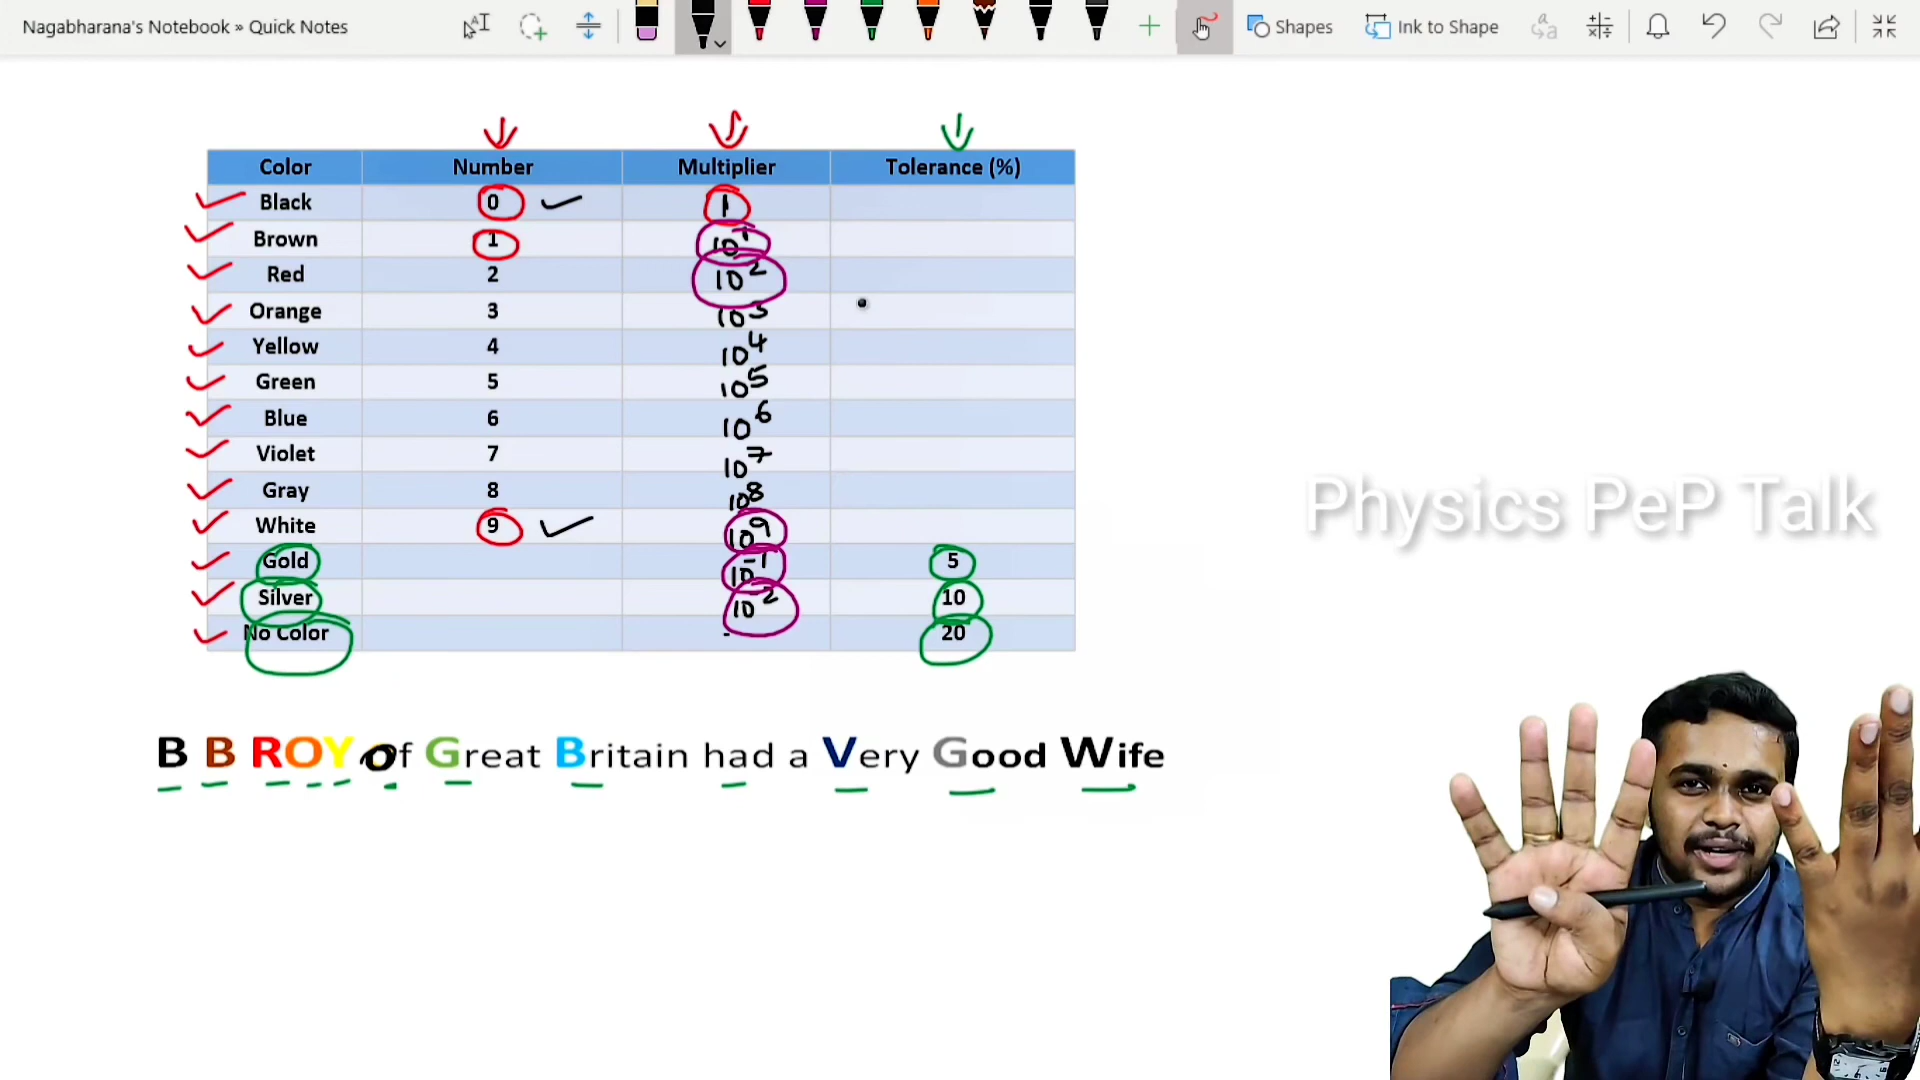 Nagabharana's Notebook » Quick Notes
Shapes
Ink to Shape
Color Number Multiplier Tolerance (%)
Black 0 1
Brown 1 10¹
Red 2 10²
Orange 3 10³
Yellow 4 10⁴
Green 5 10⁵
Blue 6 10⁶
Violet 7 10⁷
Gray 8 10⁸
White 9 10⁹
Gold 10⁻¹ 5
Silver 10⁻² 10
No Color - 20
Physics PeP Talk
B B ROY of Great Britain had a Very Good Wife